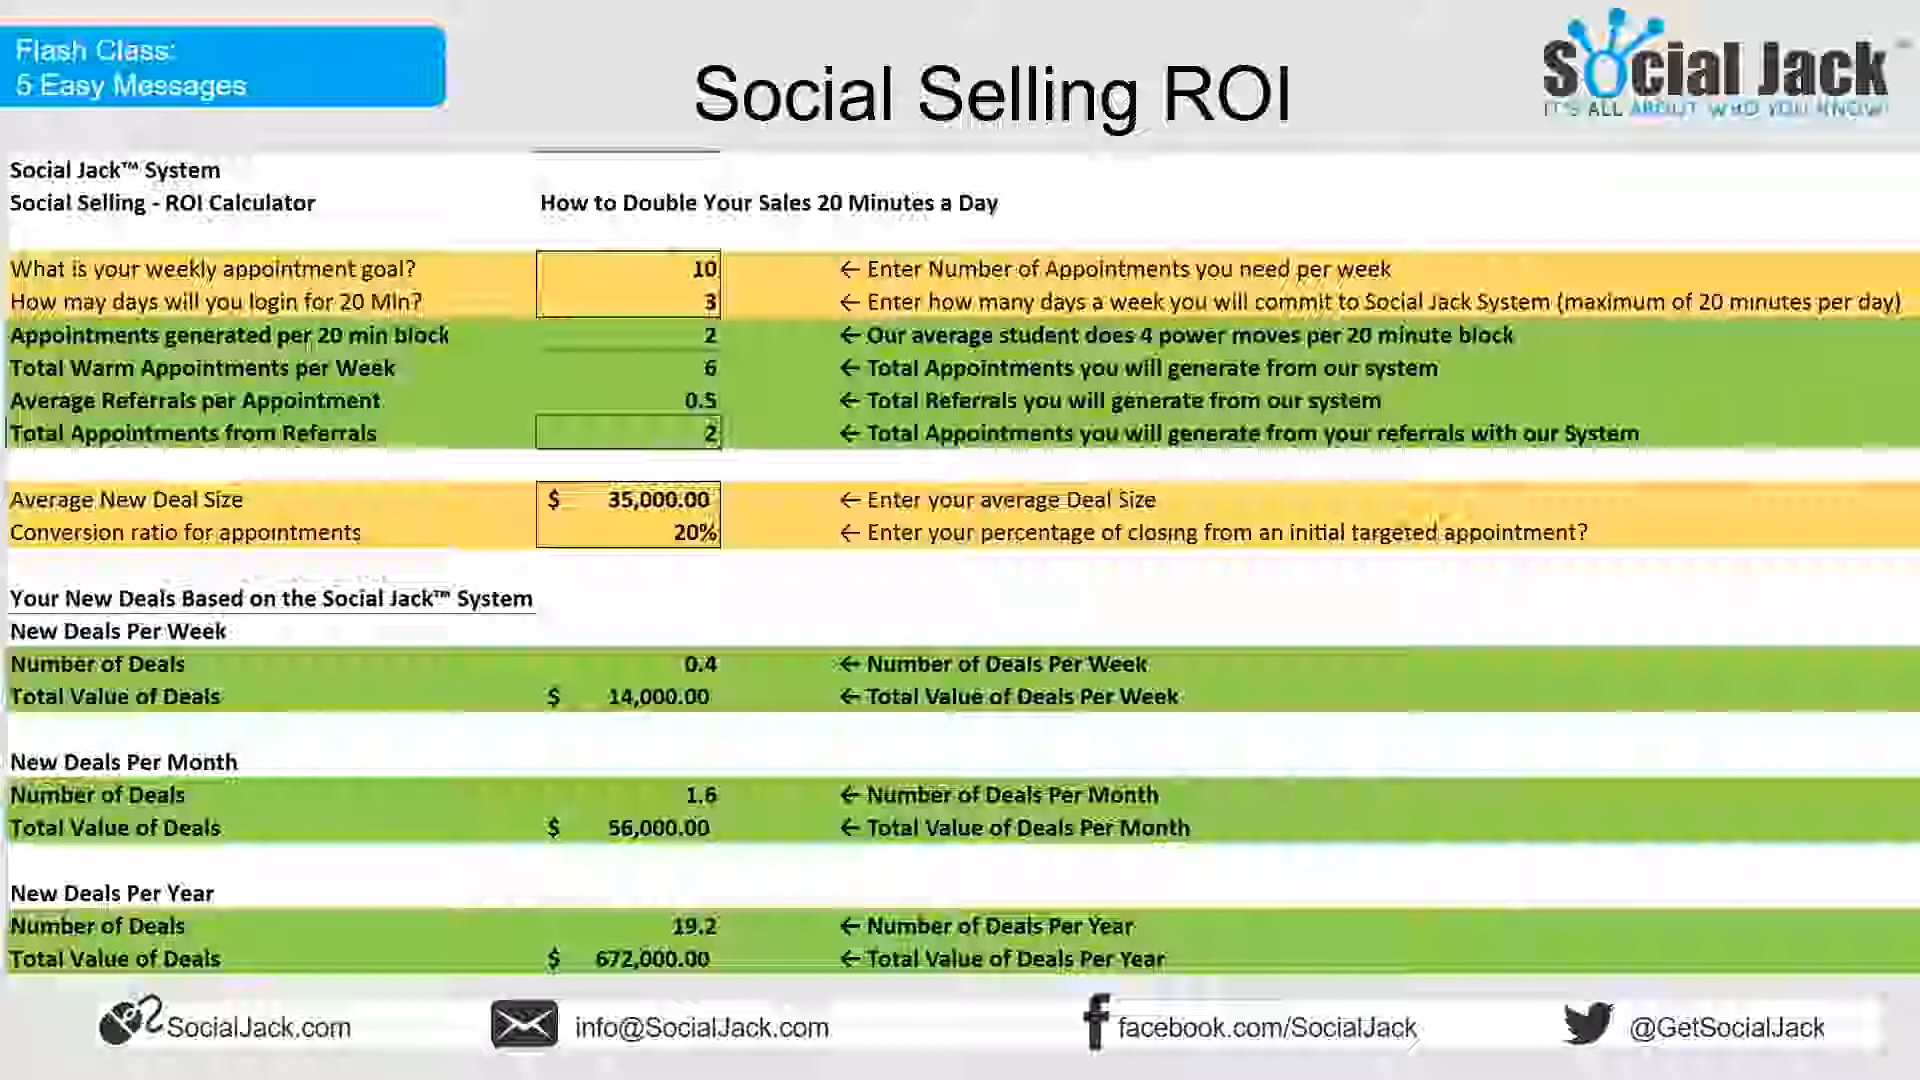 Flash Class:
5 Easy Messages
Social Selling ROI
Social Jack
IT'S ALL ABOUT WHO YOU KNOW!
Social Jack™ System
Social Selling - ROI Calculator How to Double Your Sales 20 Minutes a Day
What is your weekly appointment goal? 10 ← Enter Number of Appointments you need per week
How may days will you login for 20 MIn? 3 ← Enter how many days a week you will commit to Social Jack System (maximum of 20 minutes per day)
Appointments generated per 20 min block 2 ← Our average student does 4 power moves per 20 minute block
Total Warm Appointments per Week 6 ← Total Appointments you will generate from our system
Average Referrals per Appointment 0.5 ← Total Referrals you will generate from our system
Total Appointments from Referrals 2 ← Total Appointments you will generate from your referrals with our System
Average New Deal Size $ 35,000.00 ← Enter your average Deal Size
Conversion ratio for appointments 20% ← Enter your percentage of closing from an initial targeted appointment?
Your New Deals Based on the Social Jack™ System
New Deals Per Week
Number of Deals 0.4 ← Number of Deals Per Week
Total Value of Deals $ 14,000.00 ← Total Value of Deals Per Week
New Deals Per Month
Number of Deals 1.6 ← Number of Deals Per Month
Total Value of Deals $ 56,000.00 ← Total Value of Deals Per Month
New Deals Per Year
Number of Deals 19.2 ← Number of Deals Per Year
Total Value of Deals $ 672,000.00 ← Total Value of Deals Per Year
SocialJack.com info@SocialJack.com facebook.com/SocialJack @GetSocialJack